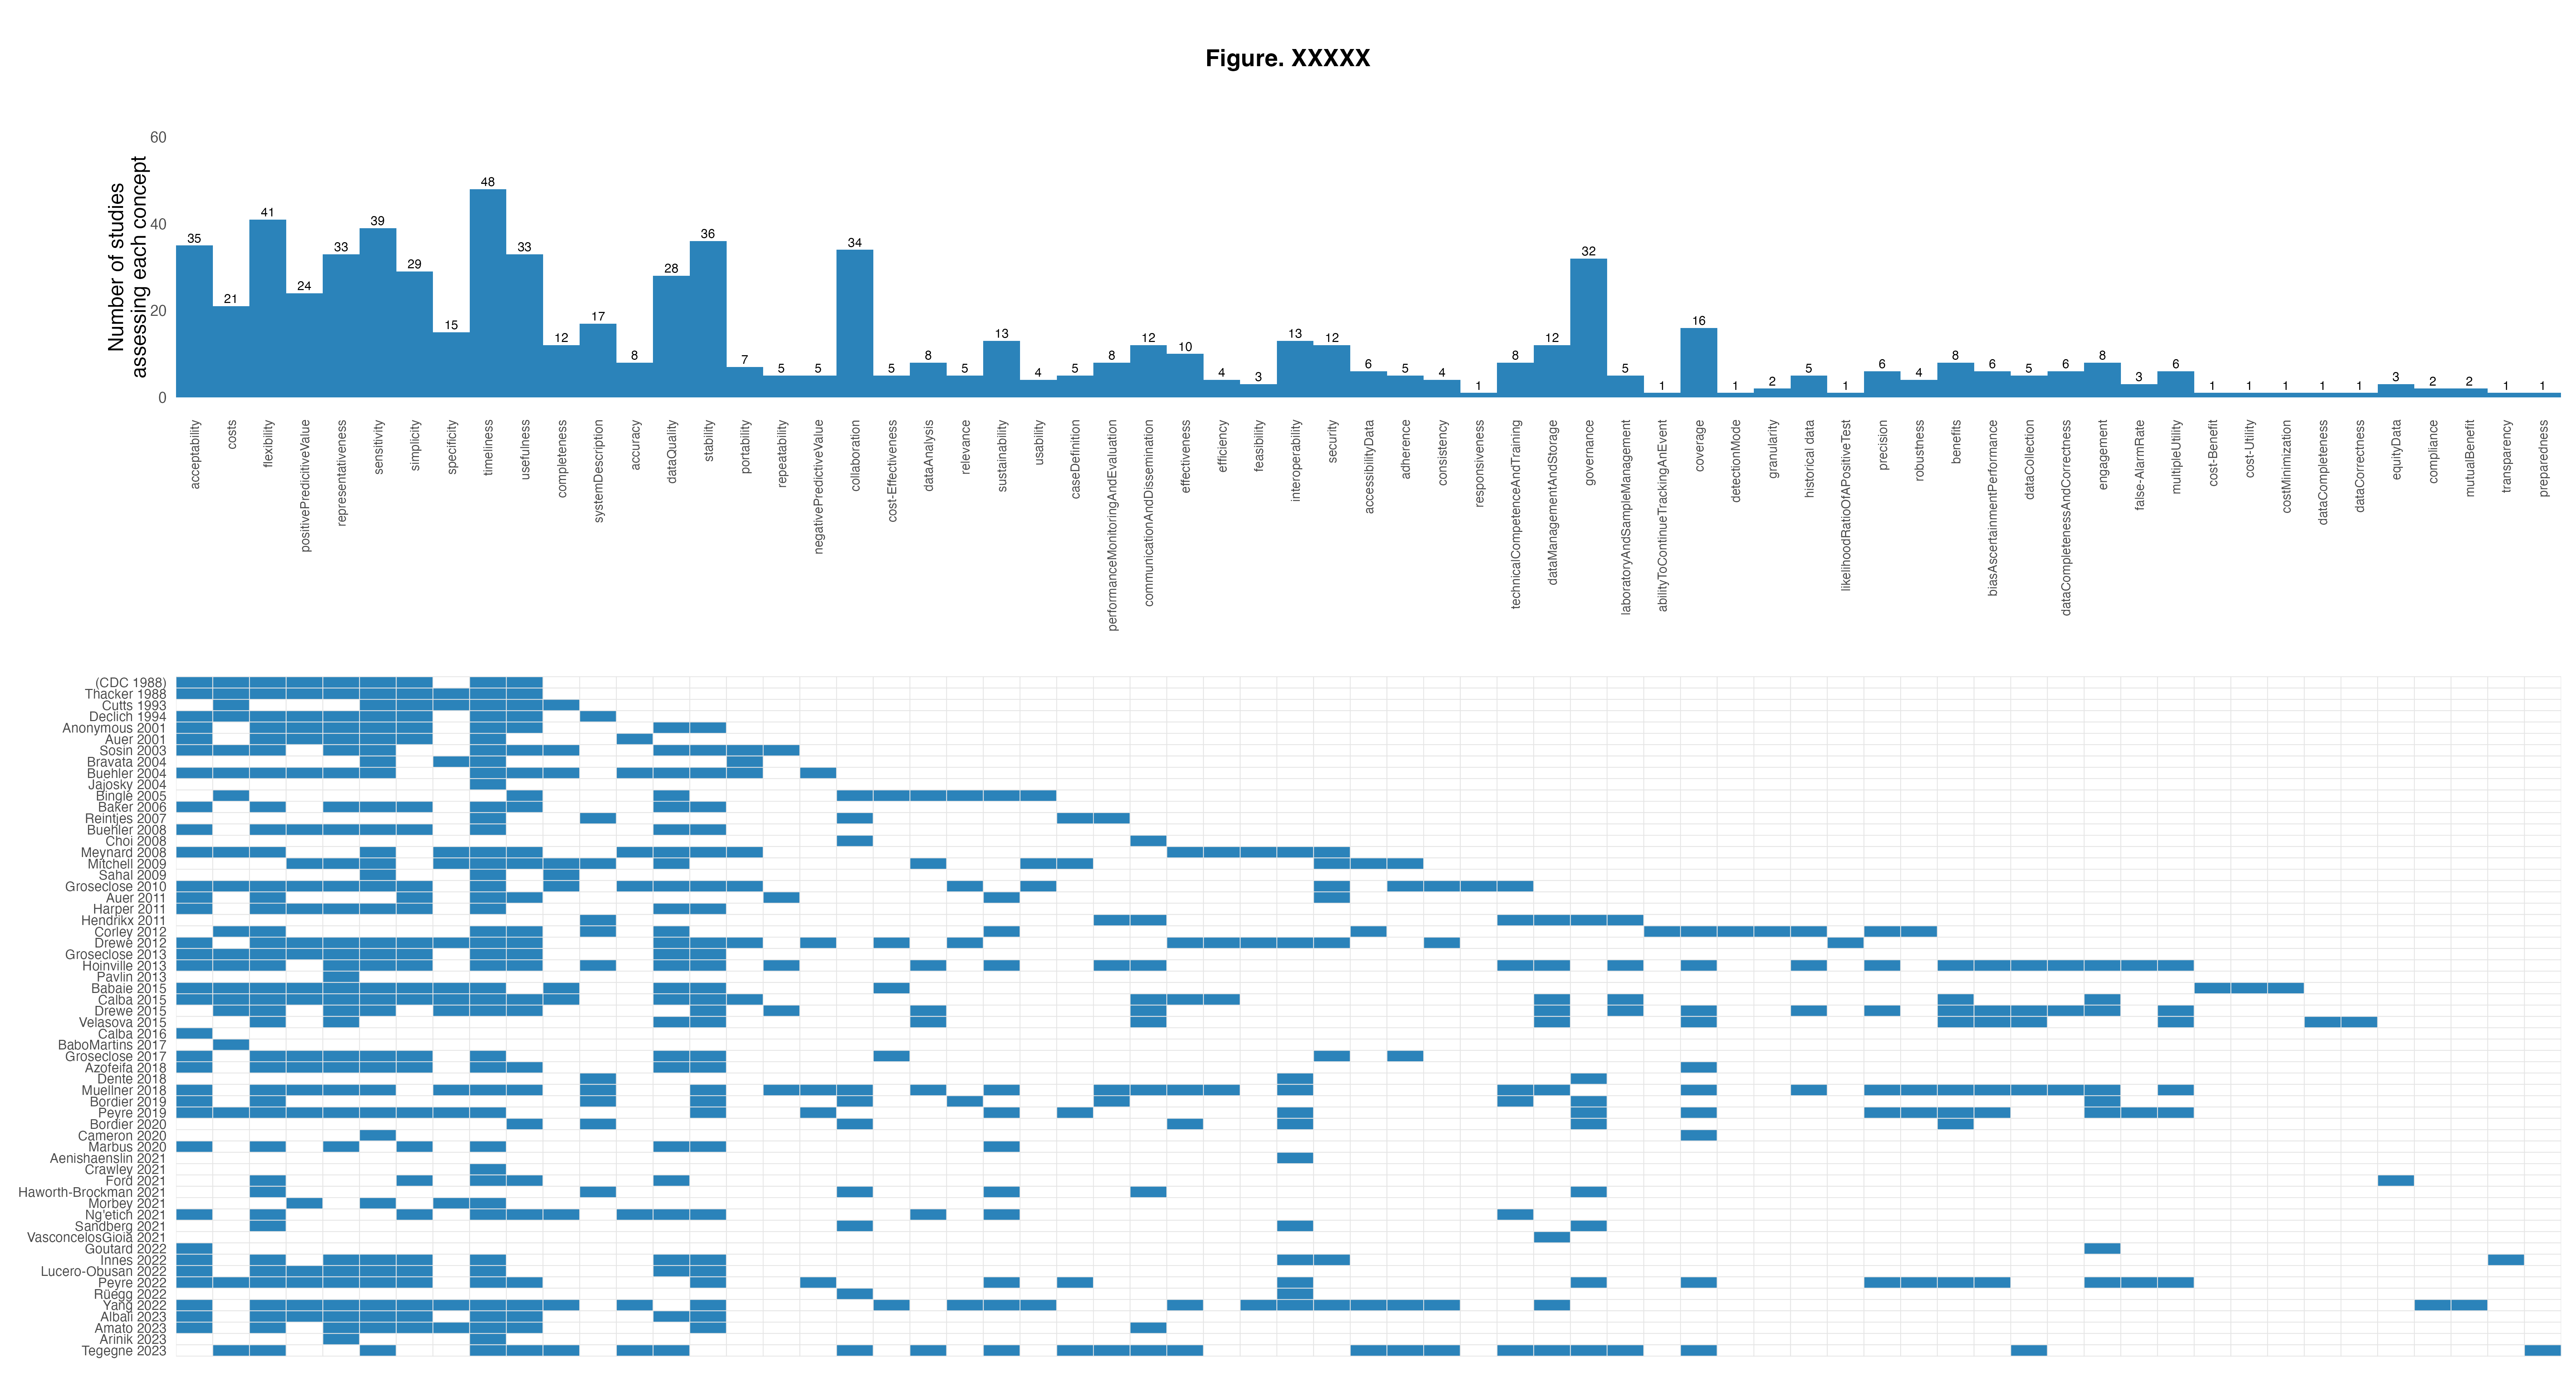 Figure. XXXXX
Number of studies
assessing each concept
60
40
20
0
35
21
41
24
33
39
29
15
48
33
12
17
8
28
36
7
5
5
34
5
8
5
13
4
5
8
12
10
4
3
13
12
6
5
4
1
8
12
32
5
1
16
1
2
5
1
6
4
8
6
5
6
8
3
6
1
1
1
1
1
3
2
2
1
1
acceptability
costs
flexibility
positivePredictiveValue
representativeness
sensitivity
simplicity
specificity
timeliness
usefulness
completeness
systemDescription
accuracy
dataQuality
stability
portability
repeatability
negativePredictiveValue
collaboration
cost-Effectiveness
dataAnalysis
relevance
sustainability
usability
caseDefinition
performanceMonitoringAndEvaluation
communicationAndDissemination
effectiveness
efficiency
feasibility
interoperability
security
accessibilityData
adherence
consistency
responsiveness
technicalCompetenceAndTraining
dataManagementAndStorage
governance
laboratoryAndSampleManagement
abilityToContinueTrackingAnEvent
coverage
detectionMode
granularity
historical data
likelihoodRatioOfAPositiveTest
precision
robustness
benefits
biasAscertainmentPerformance
dataCollection
dataCompletenessAndCorrectness
engagement
false-AlarmRate
multipleUtility
cost-Benefit
cost-Utility
costMinimization
dataCompleteness
dataCorrectness
equityData
compliance
mutualBenefit
transparency
preparedness
(CDC 1988)
Thacker 1988
Cutts 1993
Declich 1994
Anonymous 2001
Auer 2001
Sosin 2003
Bravata 2004
Buehler 2004
Jajosky 2004
Bingle 2005
Baker 2006
Reintjes 2007
Buehler 2008
Choi 2008
Meynard 2008
Mitchell 2009
Sahal 2009
Groseclose 2010
Auer 2011
Harper 2011
Hendrikx 2011
Corley 2012
Drewe 2012
Groseclose 2013
Hoinville 2013
Pavlin 2013
Babaie 2015
Calba 2015
Drewe 2015
Velasova 2015
Calba 2016
BaboMartins 2017
Groseclose 2017
Azofeifa 2018
Dente 2018
Muellner 2018
Bordier 2019
Peyre 2019
Bordier 2020
Cameron 2020
Marbus 2020
Aenishaenslin 2021
Crawley 2021
Ford 2021
Haworth-Brockman 2021
Morbey 2021
Ng'etich 2021
Sandberg 2021
VasconcelosGioia 2021
Goutard 2022
Innes 2022
Lucero-Obusan 2022
Peyre 2022
Rüegg 2022
Yang 2022
Albali 2023
Amato 2023
Arinik 2023
Tegegne 2023